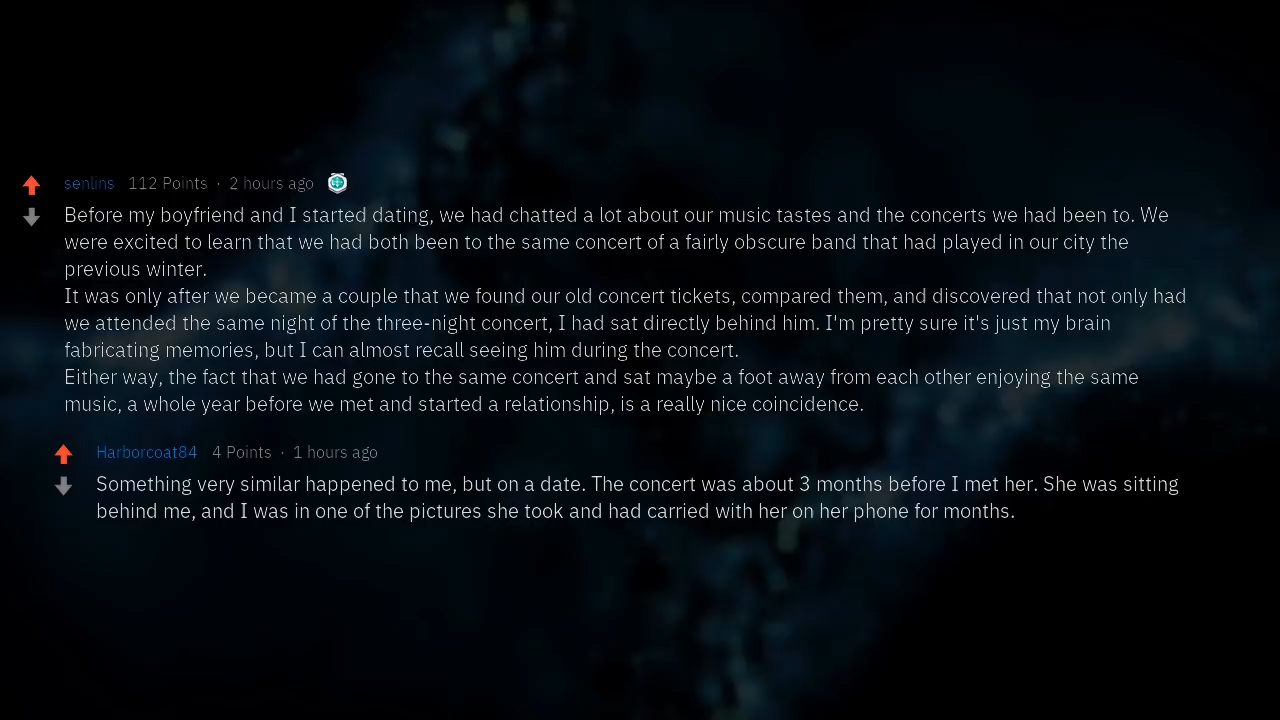 senlins 112 Points · 2 hours ago
Before my boyfriend and I started dating, we had chatted a lot about our music tastes and the concerts we had been to. We
were excited to learn that we had both been to the same concert of a fairly obscure band that had played in our city the
previous winter.
It was only after we became a couple that we found our old concert tickets, compared them, and discovered that not only had
we attended the same night of the three-night concert, I had sat directly behind him. I'm pretty sure it's just my brain
fabricating memories, but I can almost recall seeing him during the concert.
Either way, the fact that we had gone to the same concert and sat maybe a foot away from each other enjoying the same
music, a whole year before we met and started a relationship, is a really nice coincidence.
Harborcoat84 4 Points · 1 hours ago
Something very similar happened to me, but on a date. The concert was about 3 months before I met her. She was sitting
behind me, and I was in one of the pictures she took and had carried with her on her phone for months.